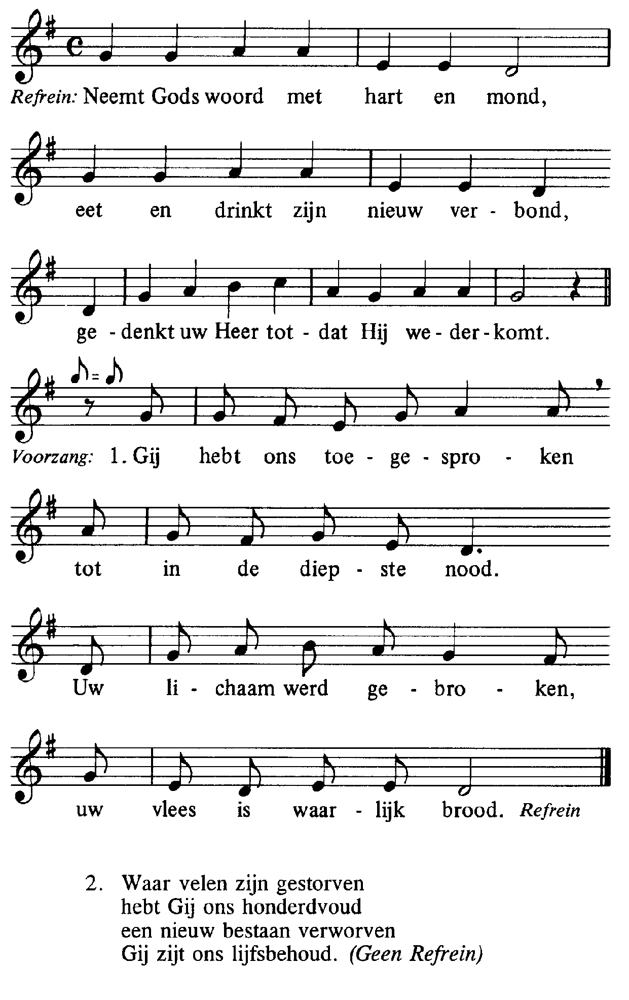 Refrein: Neemt Gods woord met hart en mond,
eet en drinkt zijn nieuw ver - bond,
ge - denkt uw Heer tot - dat Hij we - der - komt.
Voorzang: 1. Gij hebt ons toe - ge - spro - ken
tot in de diep - ste nood.
Uw li - chaam werd ge - bro - ken,
uw vlees is waar - lijk brood. Refrein
2. Waar velen zijn gestorven
hebt Gij ons honderdvoud
een nieuw bestaan verworven
Gij zijt ons lijfsbehoud. (Geen Refrein)